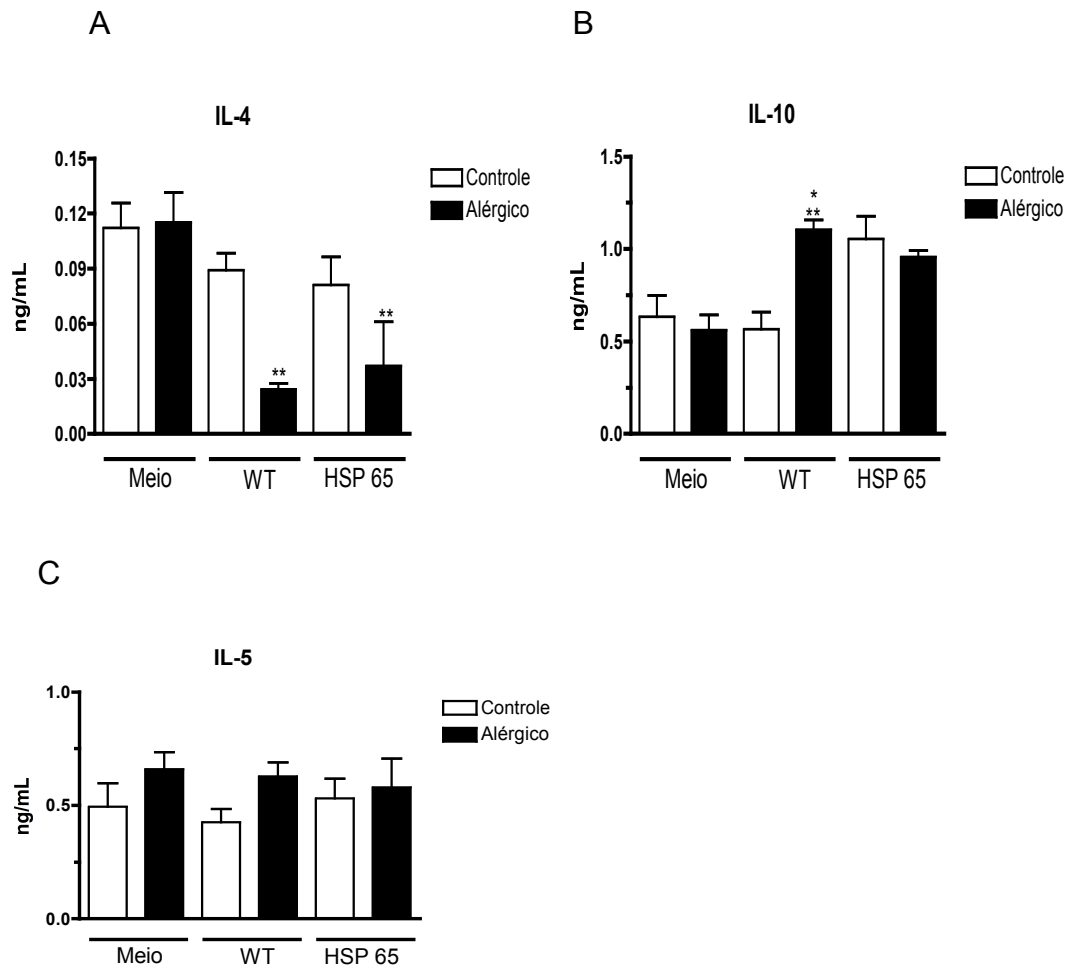 A
IL-4
ng/mL
0.15
0.12
0.09
0.06
0.03
0.00
**
**
Controle
Alérgico
Meio
WT
HSP 65
B
IL-10
ng/mL
1.5
1.0
0.5
0.0
*
**
Controle
Alérgico
Meio
WT
HSP 65
C
IL-5
ng/mL
1.0
0.5
0.0
Controle
Alérgico
Meio
WT
HSP 65